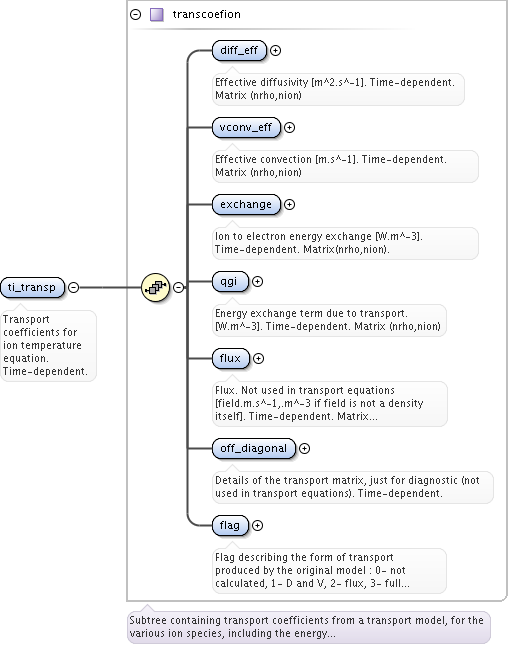 transcoefion
diff_eff
Effective diffusivity [m^2.s^-1]. Time-dependent.
Matrix (nrho,nion)
vconv_eff
Effective convection [m.s^-1]. Time-dependent.
Matrix (nrho,nion)
exchange
Ion to electron energy exchange [W.m^-3].
Time-dependent. Matrix(nrho,nion).
ti_transp
Transport
coefficients for
ion temperature
equation.
Time-dependent.
qgi
Energy exchange term due to transport.
[W.m^-3]. Time-dependent. Matrix (nrho,nion)
flux
Flux. Not used in transport equations
[field.m.s^-1,.m^-3 if field is not a density
itself]. Time-dependent. Matrix...
off_diagonal
Details of the transport matrix, just for diagnostic (not
used in transport equations). Time-dependent.
flag
Flag describing the form of transport
produced by the original model : 0- not
calculated, 1- D and V, 2- flux, 3- full...
Subtree containing transport coefficients from a transport model, for the
various ion species, including the energy...